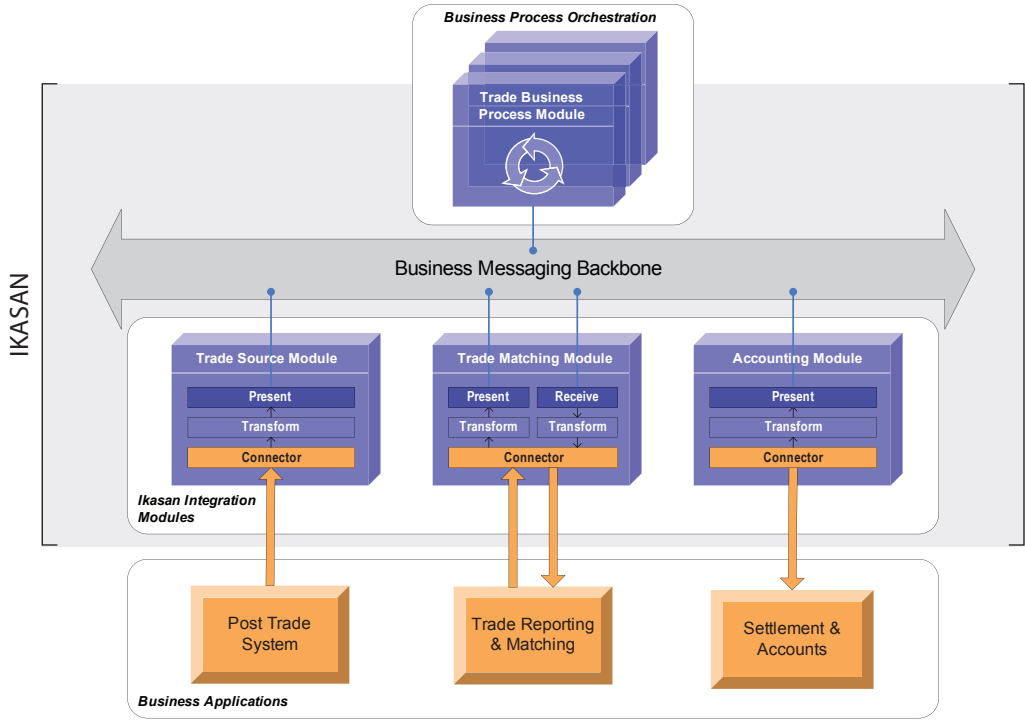 Business Process Orchestration
Trade Business
Process Module
IKASAN
Business Messaging Backbone
Trade Source Module
Present
Transform
Connector
Trade Matching Module
Present
Receive
Transform
Transform
Connector
Accounting Module
Present
Transform
Connector
Ikasan Integration
Modules
Post Trade
System
Trade Reporting
& Matching
Settlement &
Accounts
Business Applications